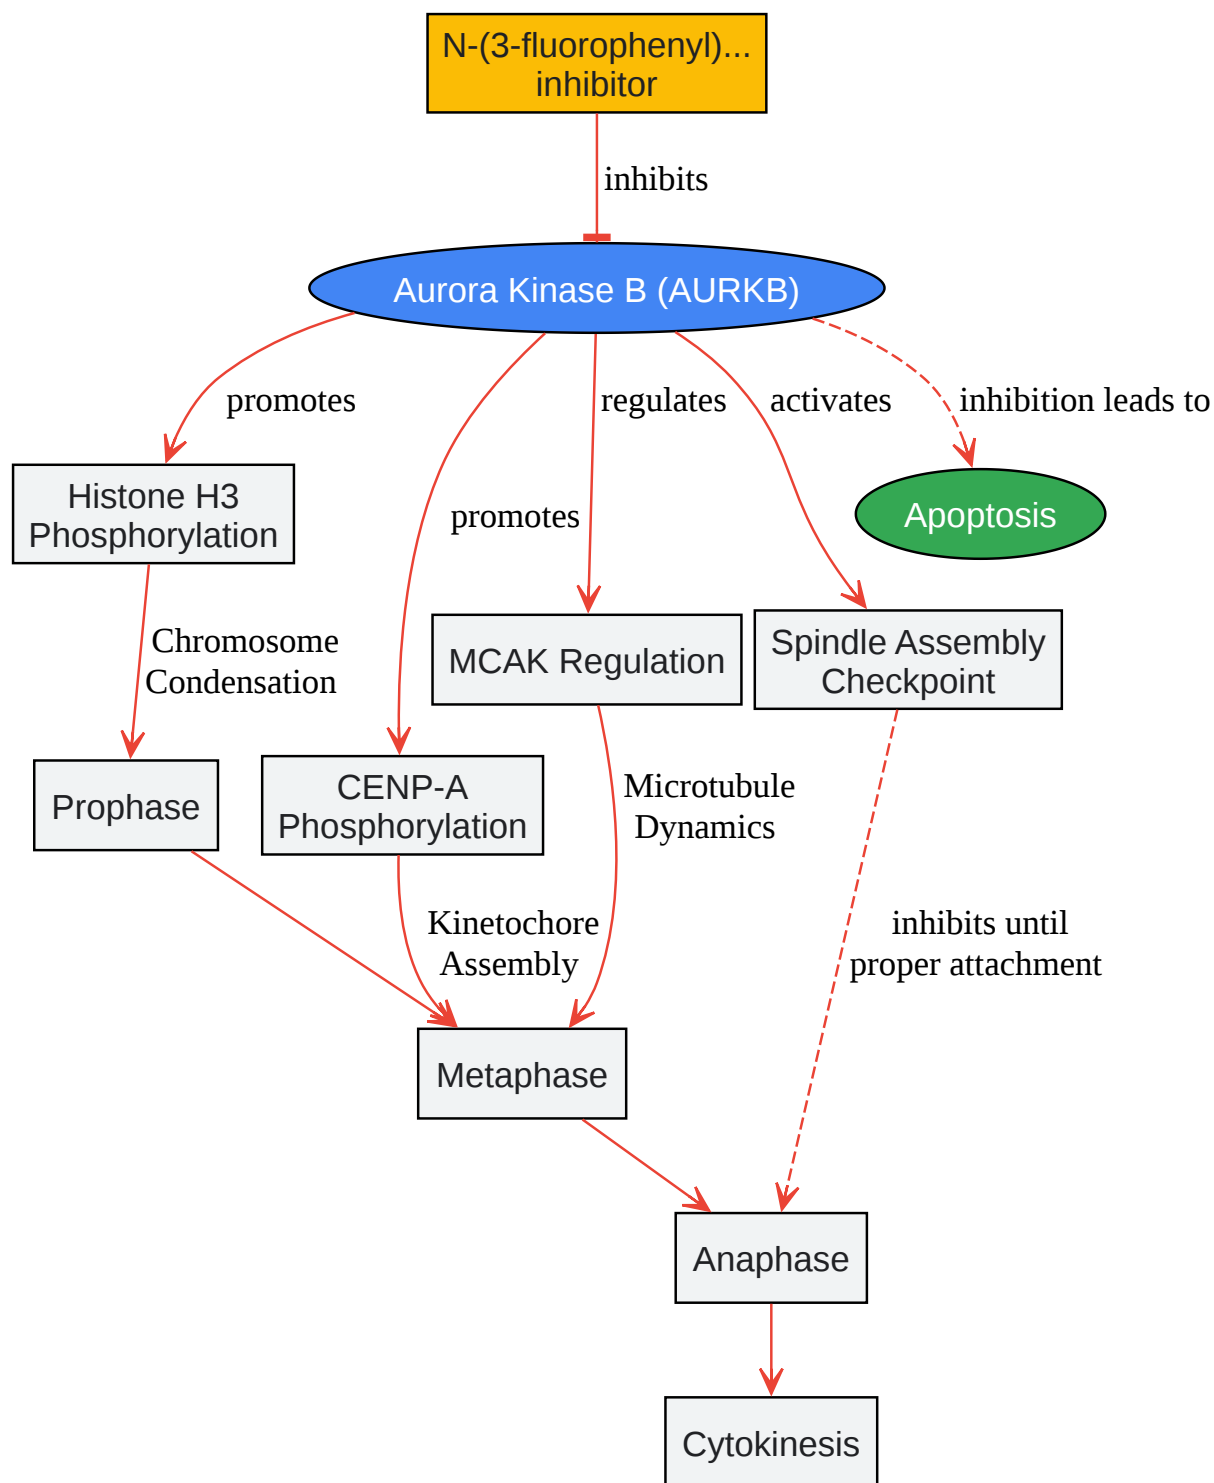 N-(3-fluorophenyl)...
inhibitor
inhibits
Aurora Kinase B (AURKB)
promotes
regulates
activates
inhibition leads to
Histone H3
Phosphorylation
promotes
Apoptosis
Chromosome
Condensation
MCAK Regulation
Spindle Assembly
Checkpoint
Prophase
CENP-A
Phosphorylation
Microtubule
Dynamics
Kinetochore
Assembly
inhibits until
proper attachment
Metaphase
Anaphase
Cytokinesis